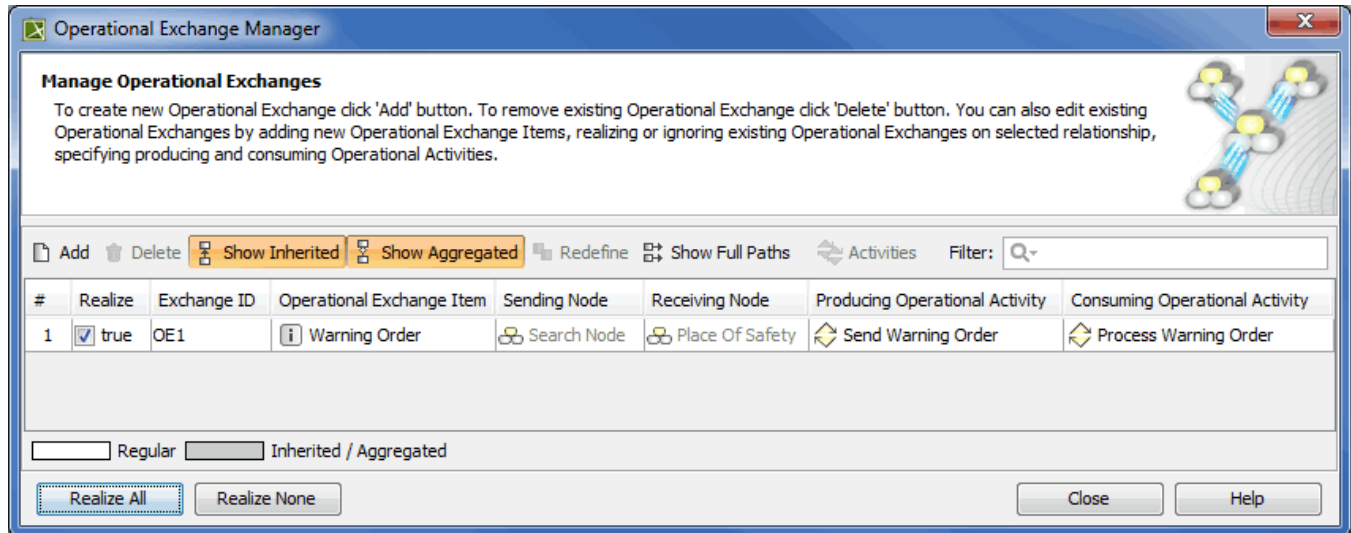 Operational Exchange Manager
Manage Operational Exchanges
To create new Operational Exchange click 'Add' button. To remove existing Operational Exchange click 'Delete' button. You can also edit existing
Operational Exchanges by adding new Operational Exchange Items, realizing or ignoring existing Operational Exchanges on selected relationship,
specifying producing and consuming Operational Activities.
Add Delete Show Inherited Show Aggregated Redefine Show Full Paths Activities Filter:
# Realize Exchange ID Operational Exchange Item Sending Node Receiving Node Producing Operational Activity Consuming Operational Activity
1 true OE1 Warning Order Search Node Place Of Safety Send Warning Order Process Warning Order
Regular Inherited / Aggregated
Realize All Realize None Close Help